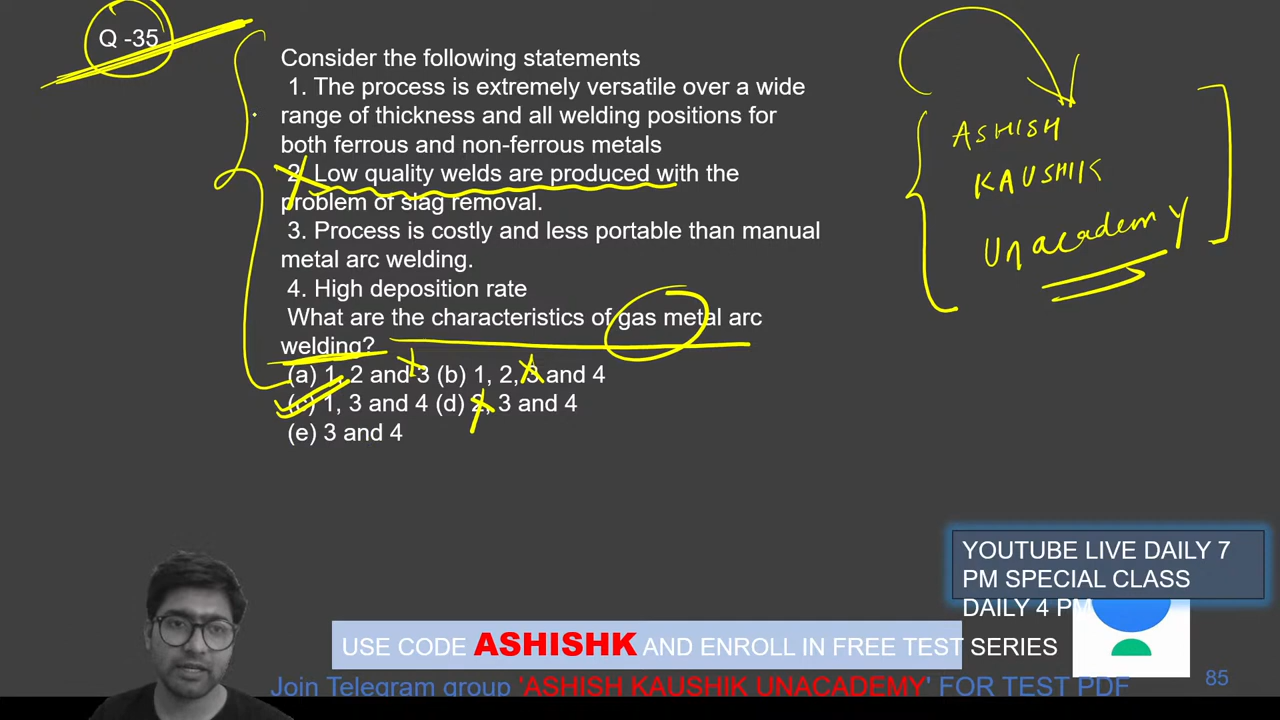 Q -35
Consider the following statements
1. The process is extremely versatile over a wide
range of thickness and all welding positions for
both ferrous and non-ferrous metals
2. Low quality welds are produced with the
problem of slag removal.
3. Process is costly and less portable than manual
metal arc welding.
4. High deposition rate
What are the characteristics of gas metal arc
welding?
(a) 1, 2 and 3 (b) 1, 2, 3 and 4
(c) 1, 3 and 4 (d) 2, 3 and 4
(e) 3 and 4
ASHISH
KAUSHIK
Unacademy
YOUTUBE LIVE DAILY 7
PM SPECIAL CLASS
DAILY 4 PM
USE CODE ASHISHK AND ENROLL IN FREE TEST SERIES
Join Telegram group 'ASHISH KAUSHIK UNACADEMY' FOR TEST PDF
85